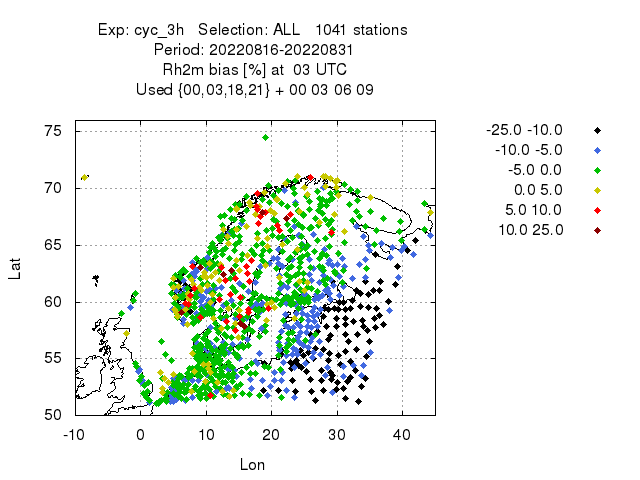 Exp: cyc_3h   Selection: ALL   1041 stations
Period: 20220816-20220831
Rh2m bias [%] at  03 UTC
Used {00,03,18,21} + 00 03 06 09
-25.0 -10.0
-10.0 -5.0
-5.0 0.0
0.0 5.0
5.0 10.0
10.0 25.0
75
70
65
60
55
50
Lat
-10 0 10 20 30 40
Lon